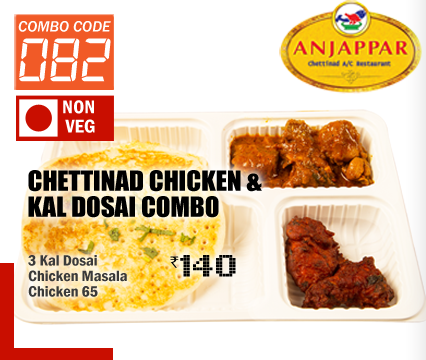 COMBO CODE
082
NON
VEG
ANJAPPAR
Chettinad A/C Restaurant
CHETTINAD CHICKEN &
KAL DOSAI COMBO
3 Kal Dosai
Chicken Masala
Chicken 65
₹140